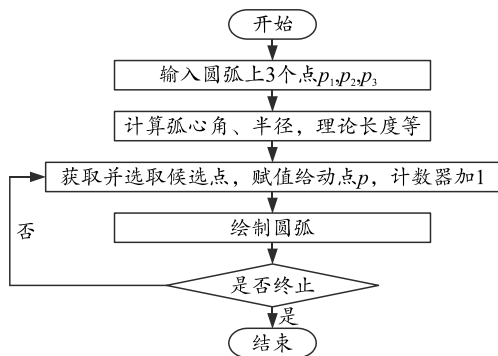 开始
输入圆弧上3个点p₁,p₂,p₃
计算弧心角、半径，理论长度等
获取并选取候选点，赋值给动点p，计数器加1
否
绘制圆弧
是否终止
是
结束